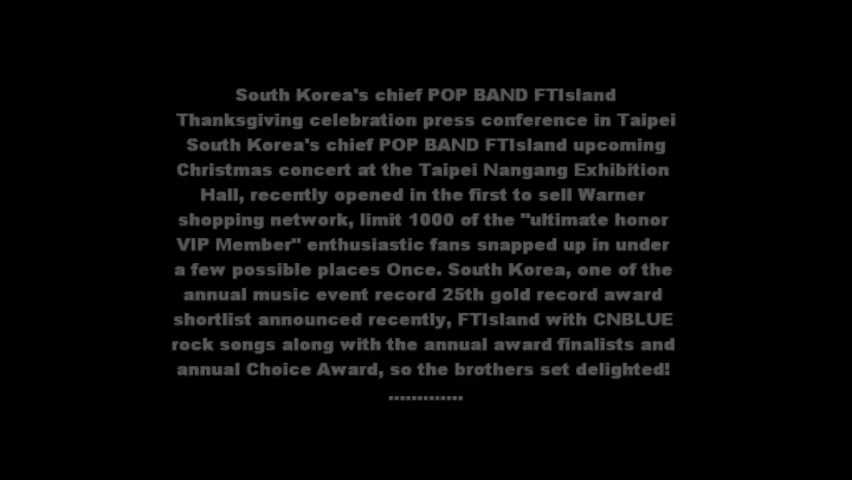 South Korea's chief POP BAND FTIsland
Thanksgiving celebration press conference in Taipei
South Korea's chief POP BAND FTIsland upcoming
Christmas concert at the Taipei Nangang Exhibition
Hall, recently opened in the first to sell Warner
shopping network, limit 1000 of the "ultimate honor
VIP Member" enthusiastic fans snapped up in under
a few possible places Once. South Korea, one of the
annual music event record 25th gold record award
shortlist announced recently, FTIsland with CNBLUE
rock songs along with the annual award finalists and
annual Choice Award, so the brothers set delighted!
.............